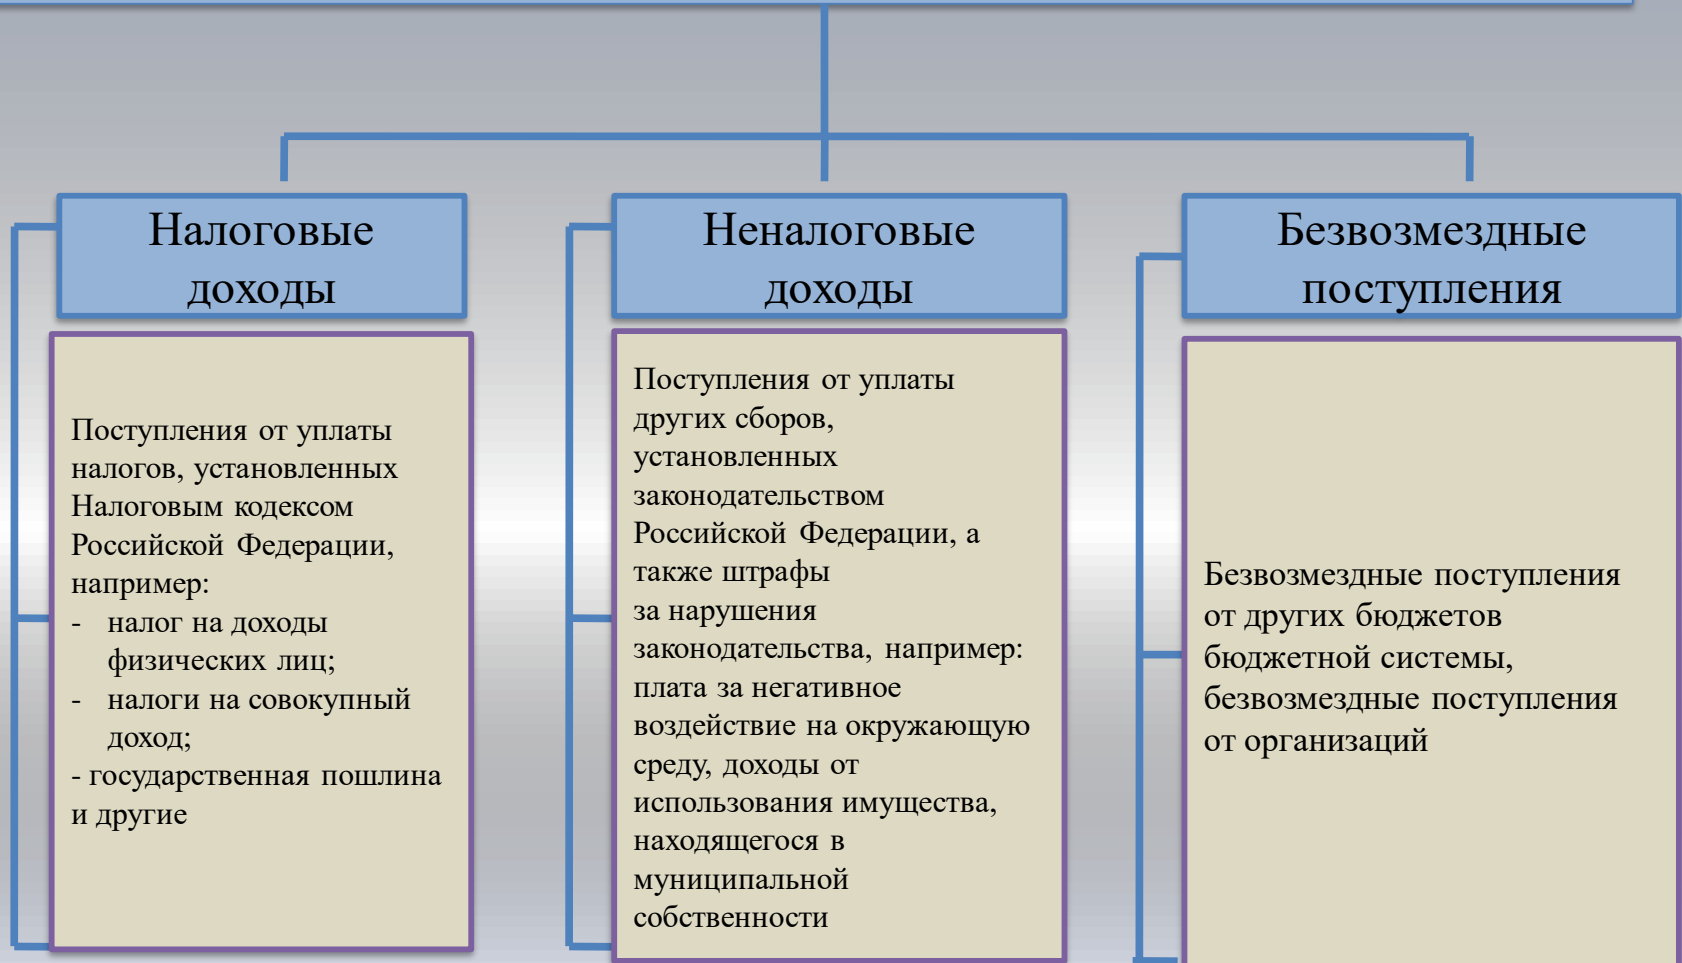 Налоговые
доходы
Поступления от уплаты
налогов, установленных
Налоговым кодексом
Российской Федерации,
например:
- налог на доходы
физических лиц;
- налоги на совокупный
доход;
- государственная пошлина
и другие
Неналоговые
доходы
Поступления от уплаты
других сборов,
установленных
законодательством
Российской Федерации, а
также штрафы
за нарушения
законодательства, например:
плата за негативное
воздействие на окружающую
среду, доходы от
использования имущества,
находящегося в
муниципальной
собственности
Безвозмездные
поступления
Безвозмездные поступления
от других бюджетов
бюджетной системы,
безвозмездные поступления
от организаций